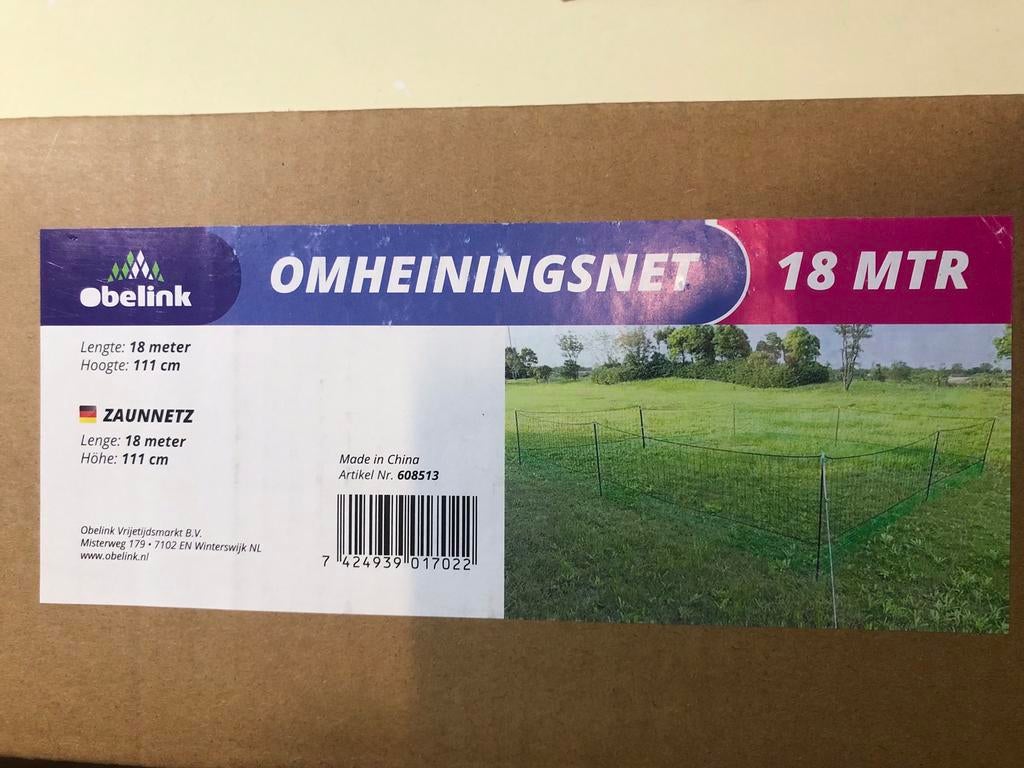 Obelink
OMHEININGSNET
18 MTR
Lengte: 18 meter
Hoogte: 111 cm
ZAUNNETZ
Lenge: 18 meter
Höhe: 111 cm
Made in China
Artikel Nr. 608513
Obelink Vrijetijdsmarkt B.V.
Misterweg 179 • 7102 EN Winterswijk NL
www.obelink.nl
7 424939 017022